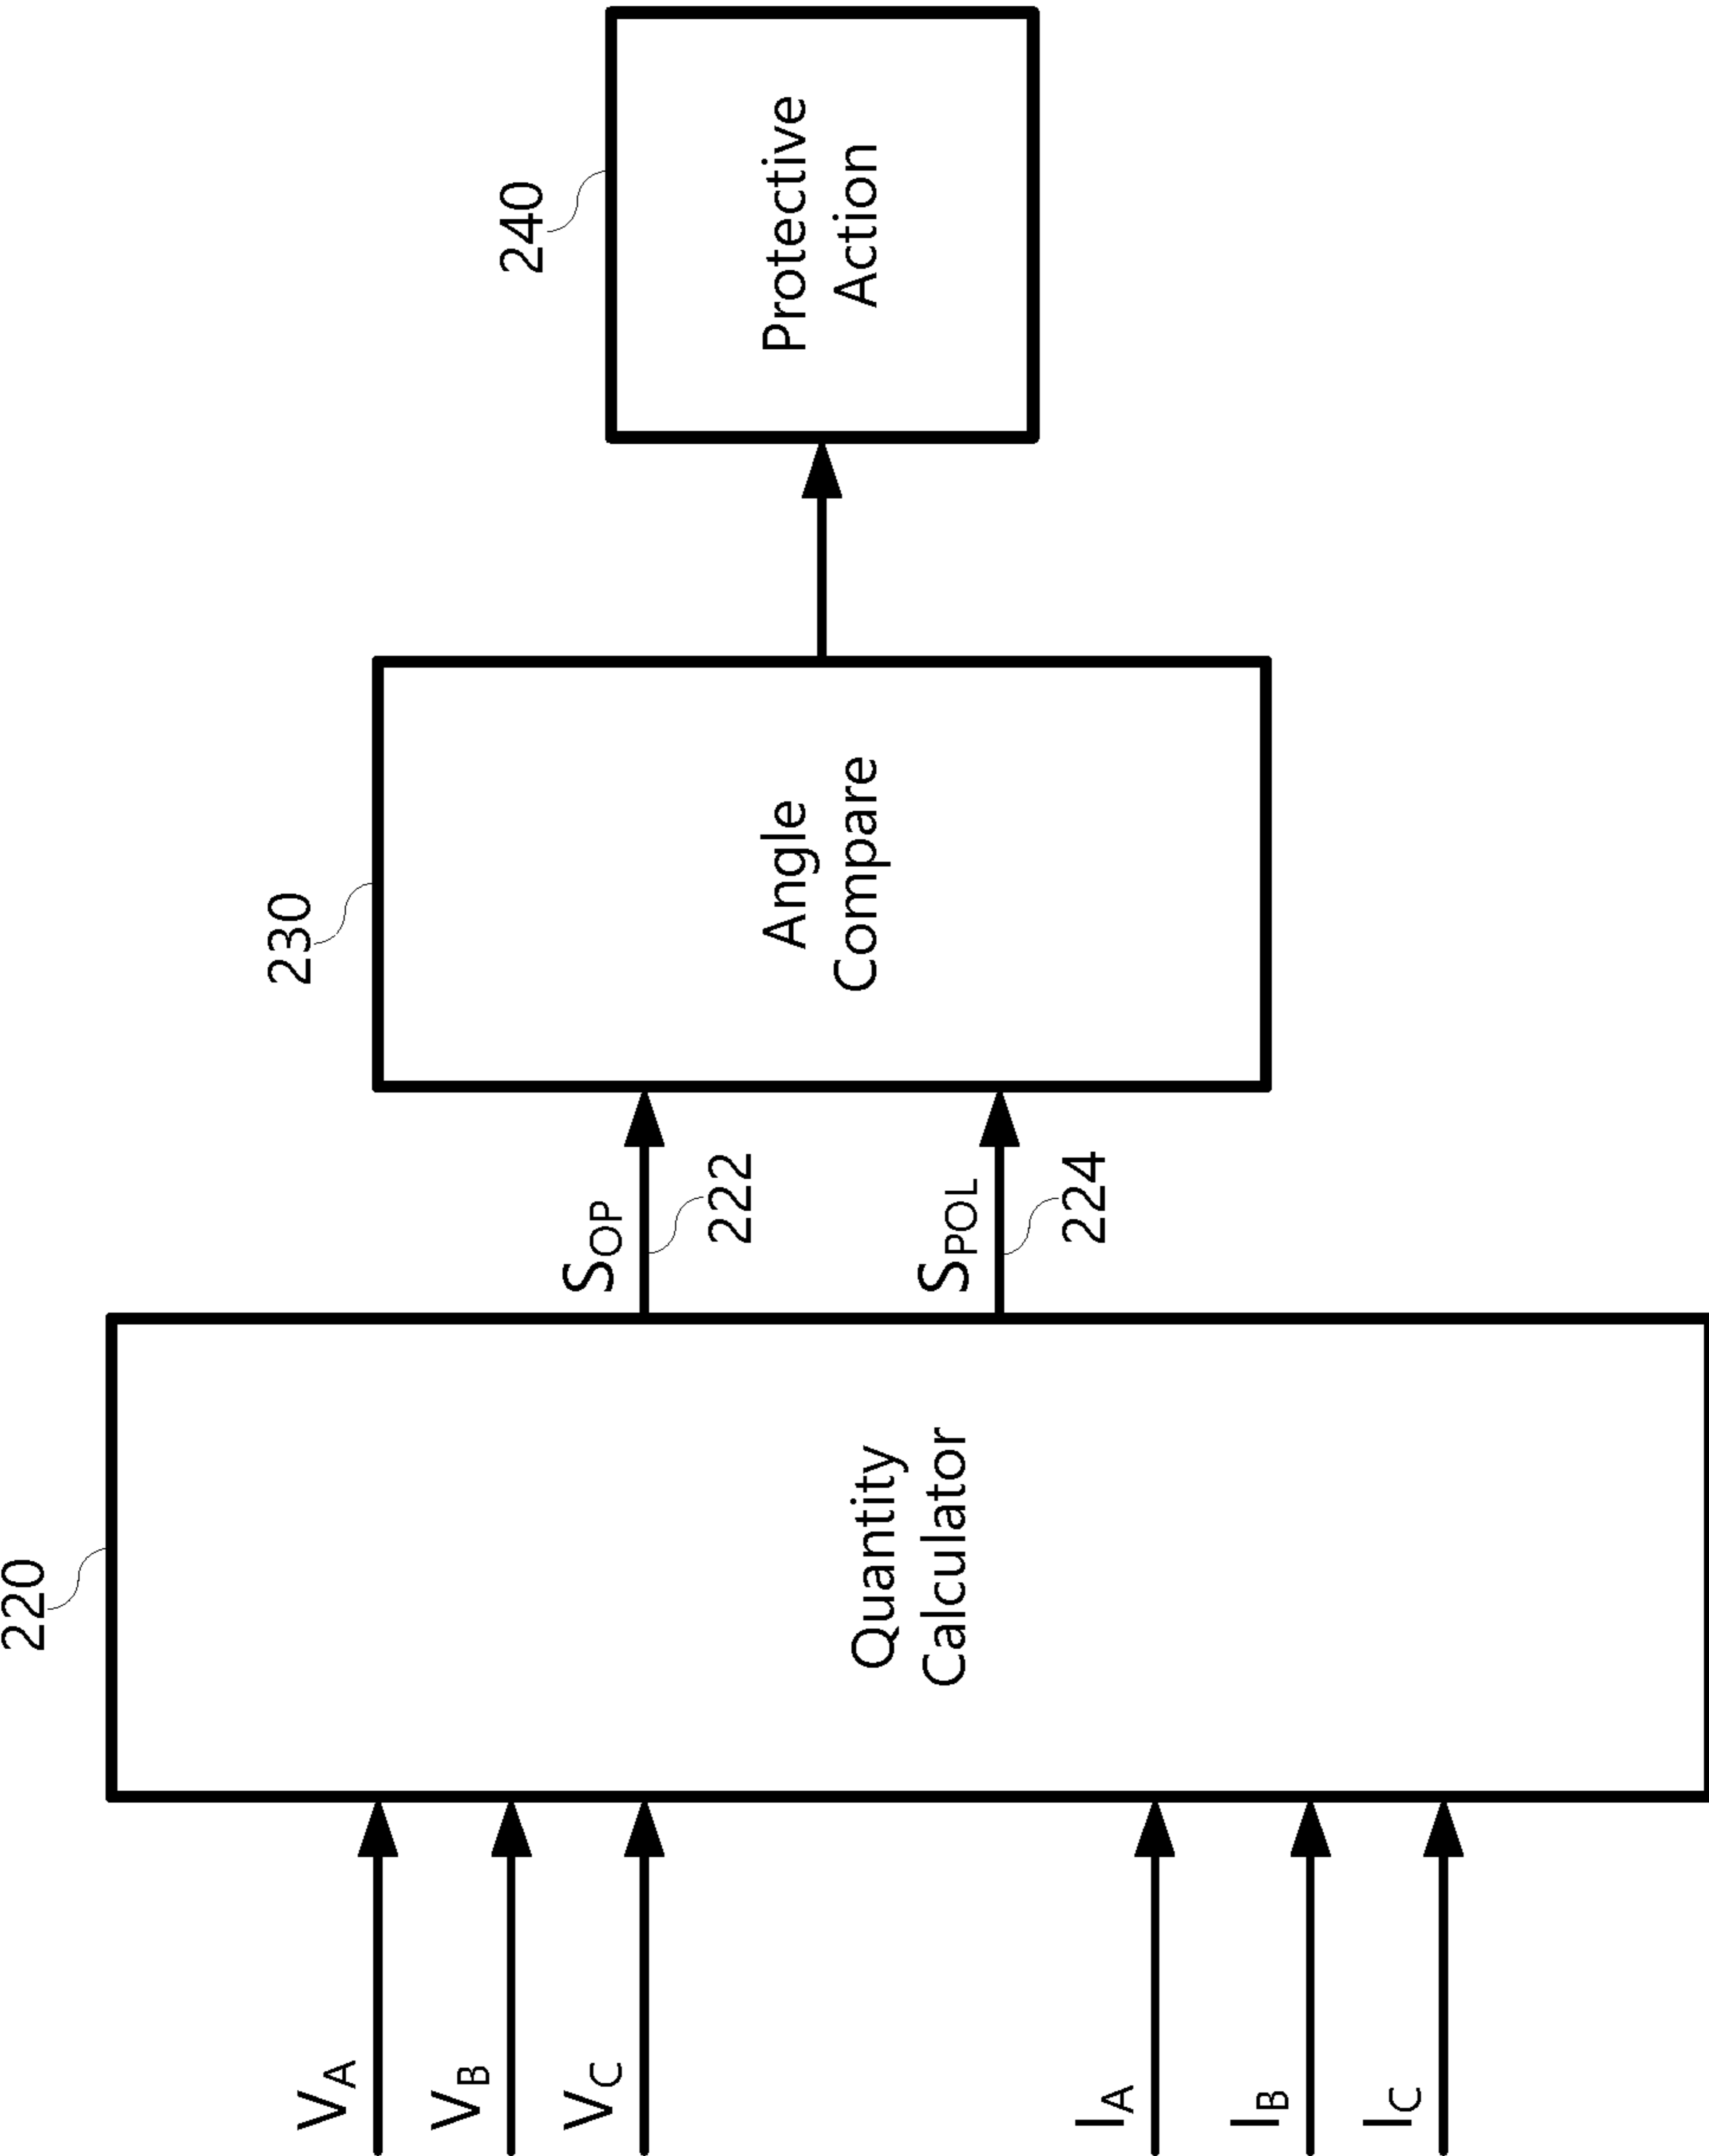 220
V_A
V_B
V_C
I_A
I_B
I_C
Quantity
Calculator
S_OP
222
S_POL
224
230
Angle
Compare
240
Protective
Action